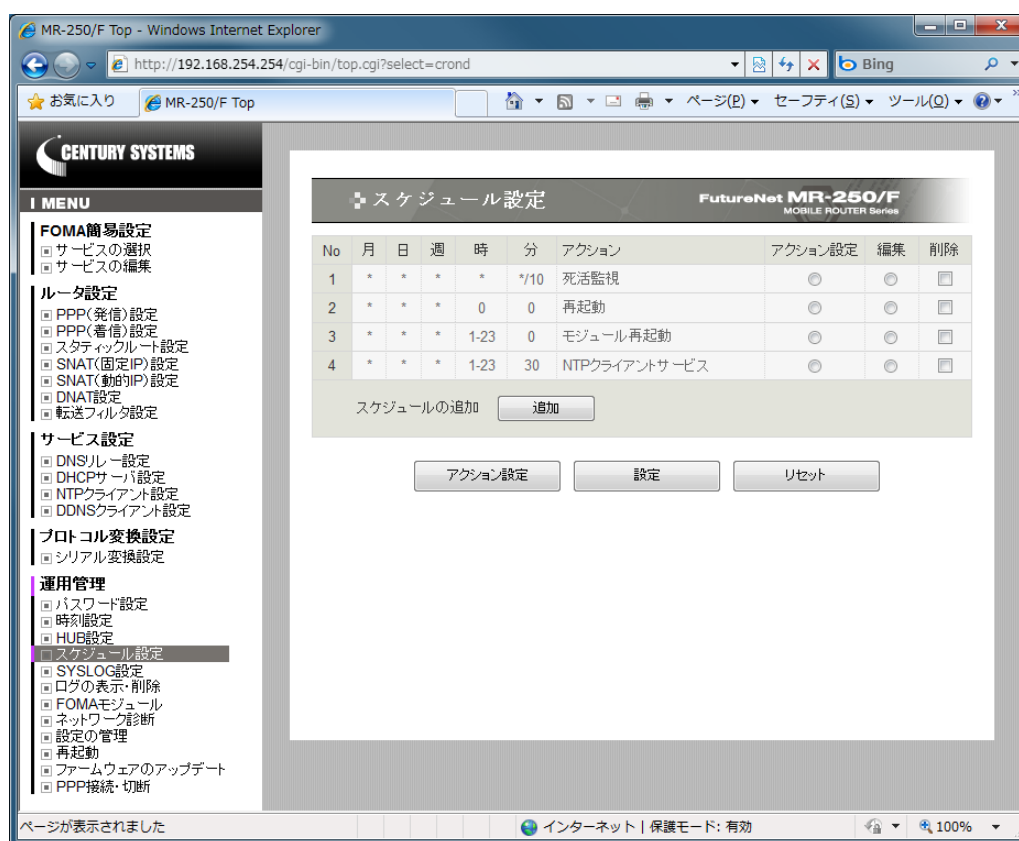 MR-250/F Top - Windows Internet Explorer
http://192.168.254.254/cgi-bin/top.cgi?select=crond
Bing
お気に入り
MR-250/F Top
ページ(P)
セーフティ(S)
ツール(O)
CENTURY SYSTEMS
MENU
FOMA簡易設定
サービスの選択
サービスの編集
ルータ設定
PPP(発信)設定
PPP(着信)設定
スタティックルート設定
SNAT(固定IP)設定
SNAT(動的IP)設定
DNAT設定
転送フィルタ設定
サービス設定
DNSリレー設定
DHCPサーバ設定
NTPクライアント設定
DDNSクライアント設定
プロトコル変換設定
シリアル変換設定
運用管理
パスワード設定
時刻設定
HUB設定
スケジュール設定
SYSLOG設定
ログの表示・削除
FOMAモジュール
ネットワーク診断
設定の管理
再起動
ファームウェアのアップデート
PPP接続・切断
スケジュール設定
FutureNet MR-250/F
MOBILE ROUTER Series
No 月 日 週 時 分 アクション アクション設定 編集 削除
1 * * * * */10 死活監視
2 * * * 0 0 再起動
3 * * * 1-23 0 モジュール再起動
4 * * * 1-23 30 NTPクライアントサービス
スケジュールの追加 追加
アクション設定 設定 リセット
ページが表示されました
インターネット | 保護モード: 有効
100%